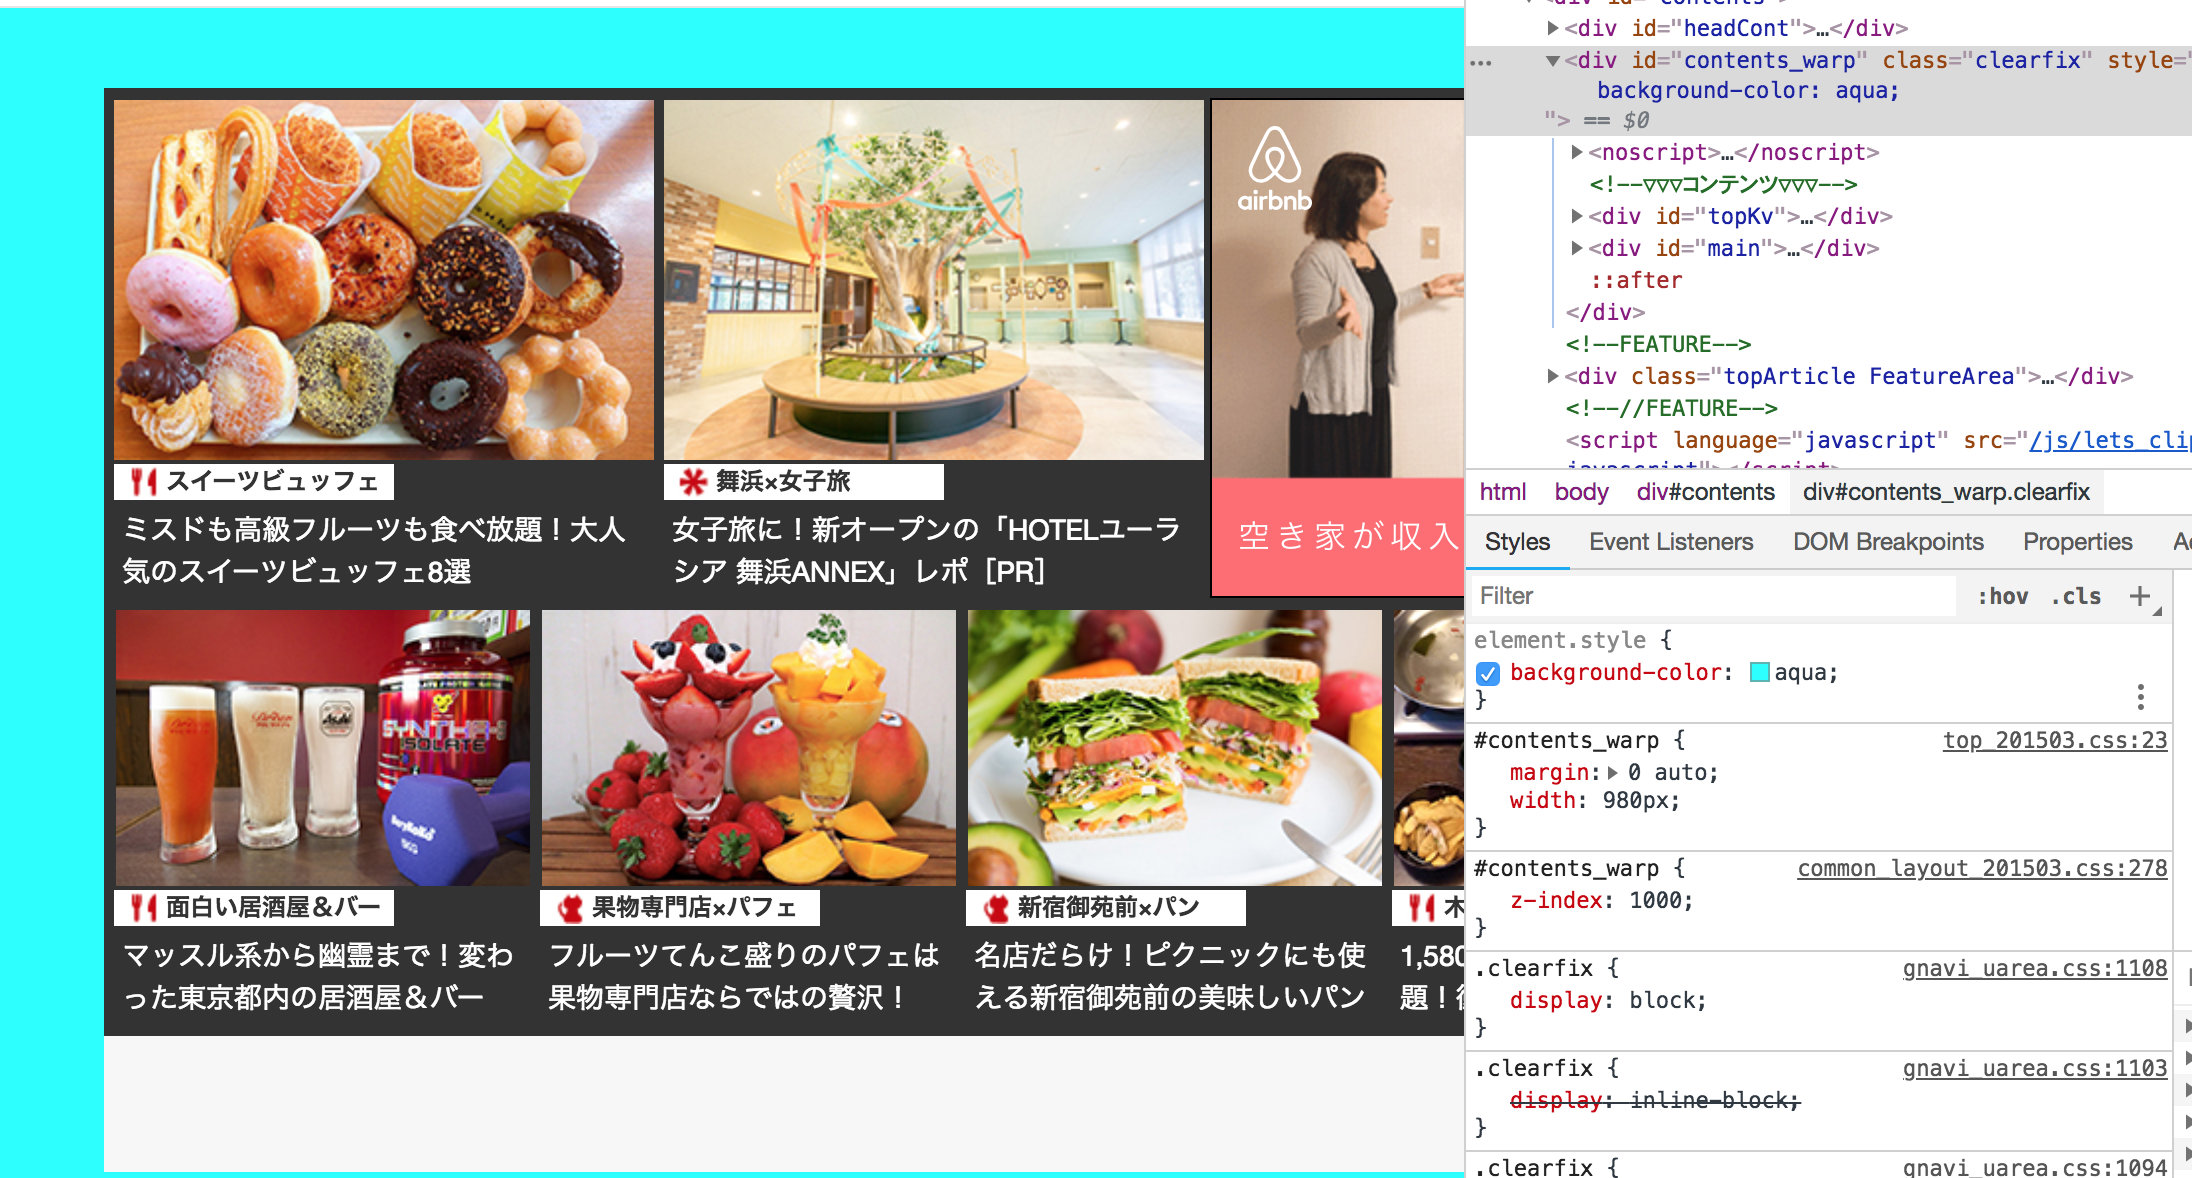 airbnb
空き家が収入
スイーツビュッフェ
ミスドも高級フルーツも食べ放題！大人
気のスイーツビュッフェ8選
舞浜×女子旅
女子旅に！新オープンの「HOTELユーラ
シア 舞浜ANNEX」レポ［PR］
SYNTHA-6
ISOLATE
Asahi
面白い居酒屋＆バー
マッスル系から幽霊まで！変わ
った東京都内の居酒屋＆バー
果物専門店×パフェ
フルーツてんこ盛りのパフェは
果物専門店ならではの贅沢！
新宿御苑前×パン
名店だらけ！ピクニックにも使
える新宿御苑前の美味しいパン
木
1,580
題！
<div id="contents">
<div id="headCont">…</div>
<div id="contents_warp" class="clearfix" style="
background-color: aqua;
"> == $0
<noscript>…</noscript>
<!--▽▽▽コンテンツ▽▽▽-->
<div id="topKv">…</div>
<div id="main">…</div>
::after
</div>
<!--FEATURE-->
<div class="topArticle FeatureArea">…</div>
<!--//FEATURE-->
<script language="javascript" src="/js/lets_clip
javascript"></script>
html body div#contents div#contents_warp.clearfix
Styles Event Listeners DOM Breakpoints Properties Ac
Filter :hov .cls +
element.style {
background-color: aqua;
}
#contents_warp { top_201503.css:23
margin: 0 auto;
width: 980px;
}
#contents_warp { common_layout_201503.css:278
z-index: 1000;
}
.clearfix { gnavi_uarea.css:1108
display: block;
}
.clearfix { gnavi_uarea.css:1103
display: inline-block;
}
.clearfix { gnavi_uarea.css:1094